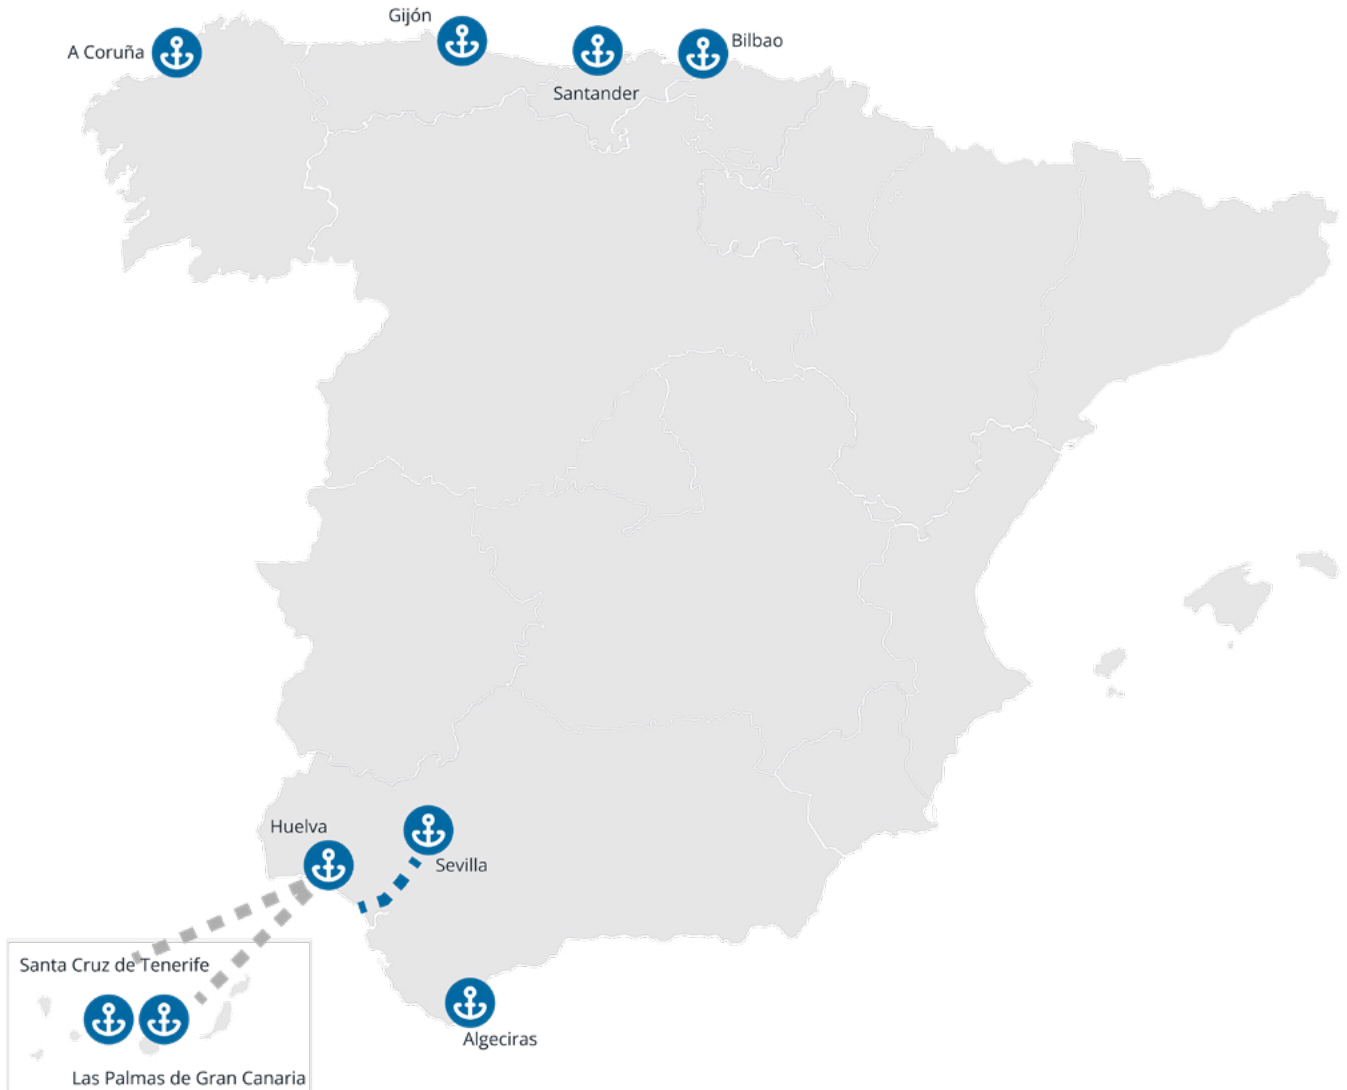 Gijón
A Coruña
Bilbao
Santander
Huelva
Sevilla
Santa Cruz de Tenerife
Algeciras
Las Palmas de Gran Canaria